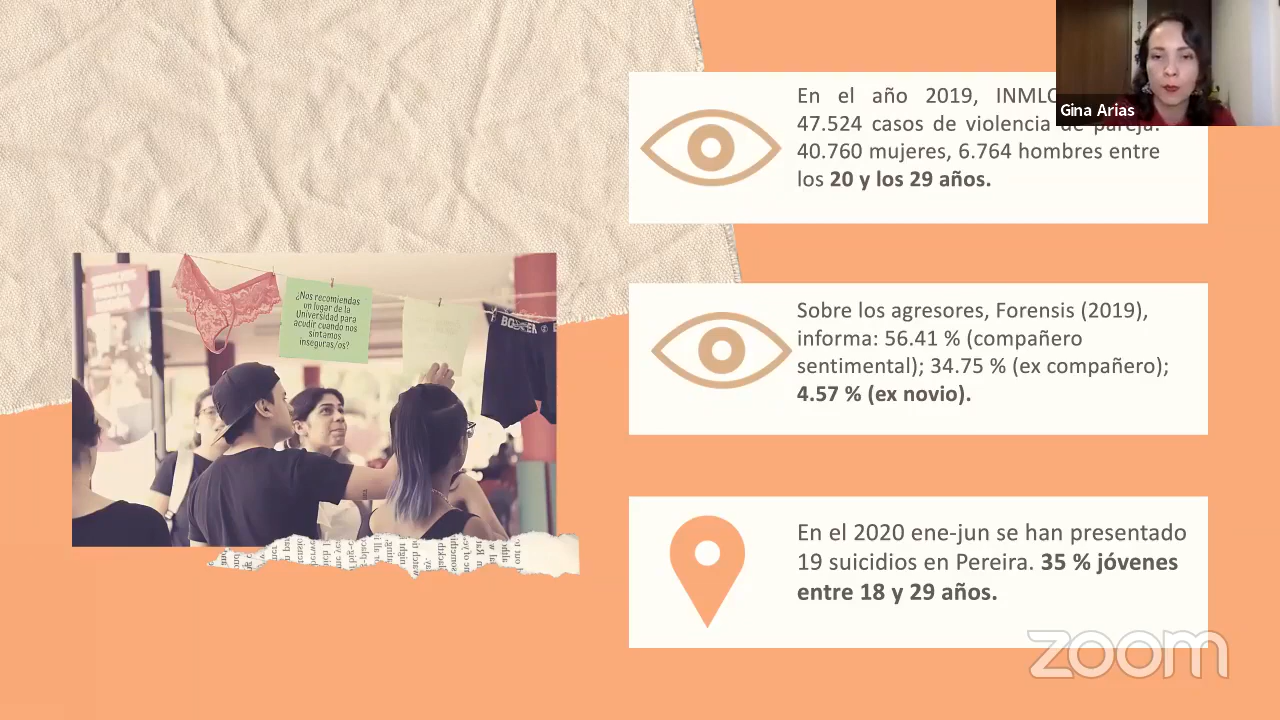 En el año 2019, INMLC
47.524 casos de violencia de pareja:
40.760 mujeres, 6.764 hombres entre
los 20 y los 29 años.
Gina Arias
Sobre los agresores, Forensis (2019),
informa: 56.41 % (compañero
sentimental); 34.75 % (ex compañero);
4.57 % (ex novio).
¿Nos recomiendas
un lugar de la
Universidad para
acudir cuando nos
sintamos
inseguras/os?
BOXER
En el 2020 ene-jun se han presentado
19 suicidios en Pereira. 35 % jóvenes
entre 18 y 29 años.
zoom